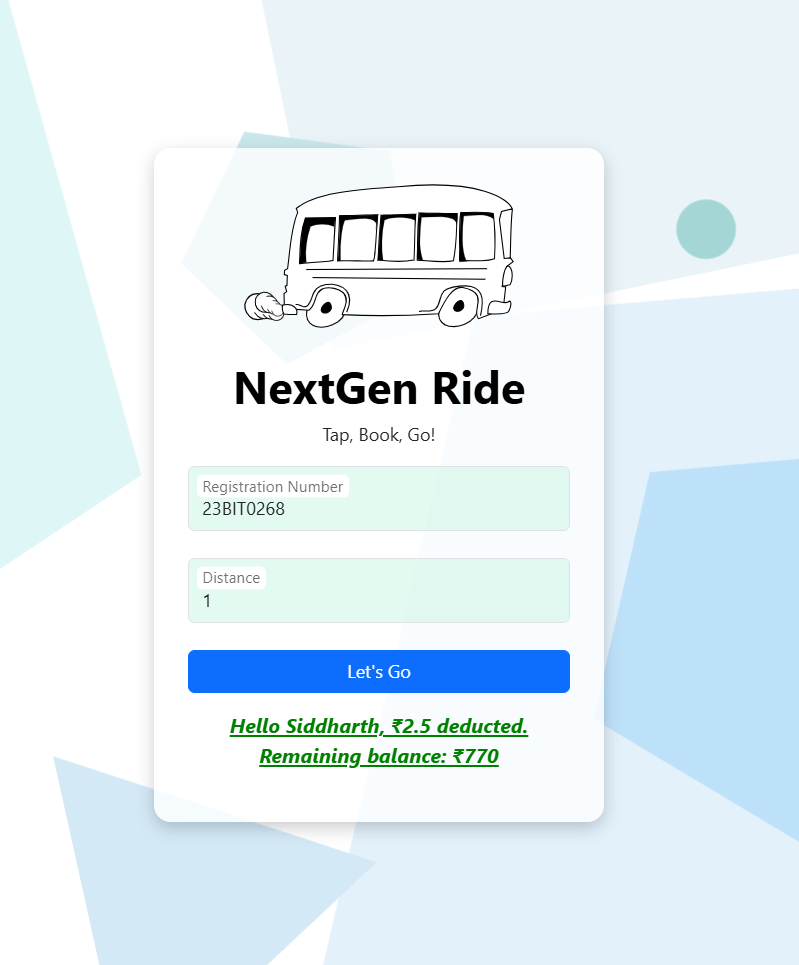 NextGen Ride
Tap, Book, Go!
Registration Number
23BIT0268
Distance
1
Let's Go
Hello Siddharth, ₹2.5 deducted.
Remaining balance: ₹770